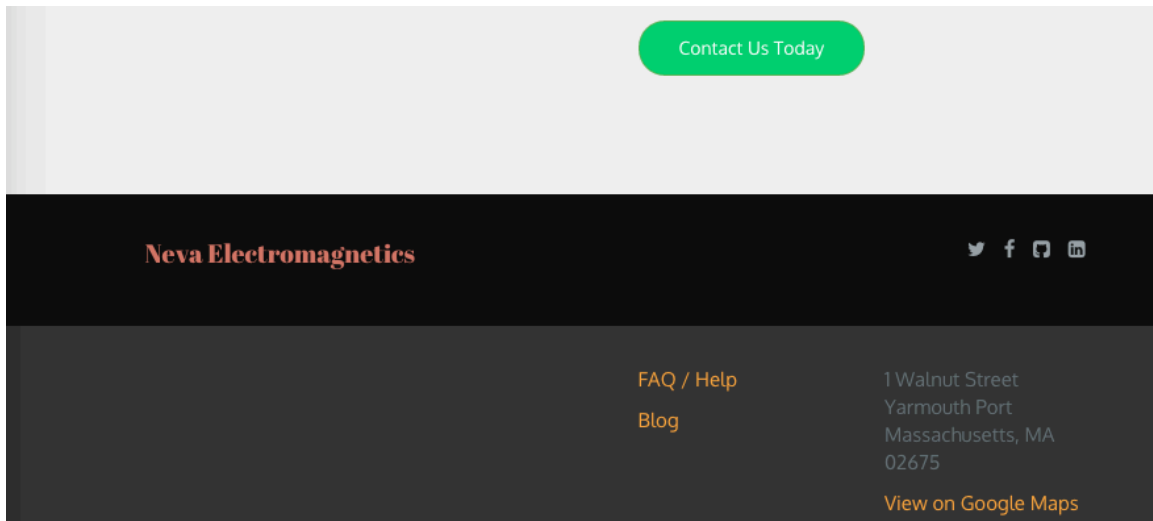 Contact Us Today
Neva Electromagnetics
FAQ / Help
Blog
1 Walnut Street
Yarmouth Port
Massachusetts, MA
02675
View on Google Maps